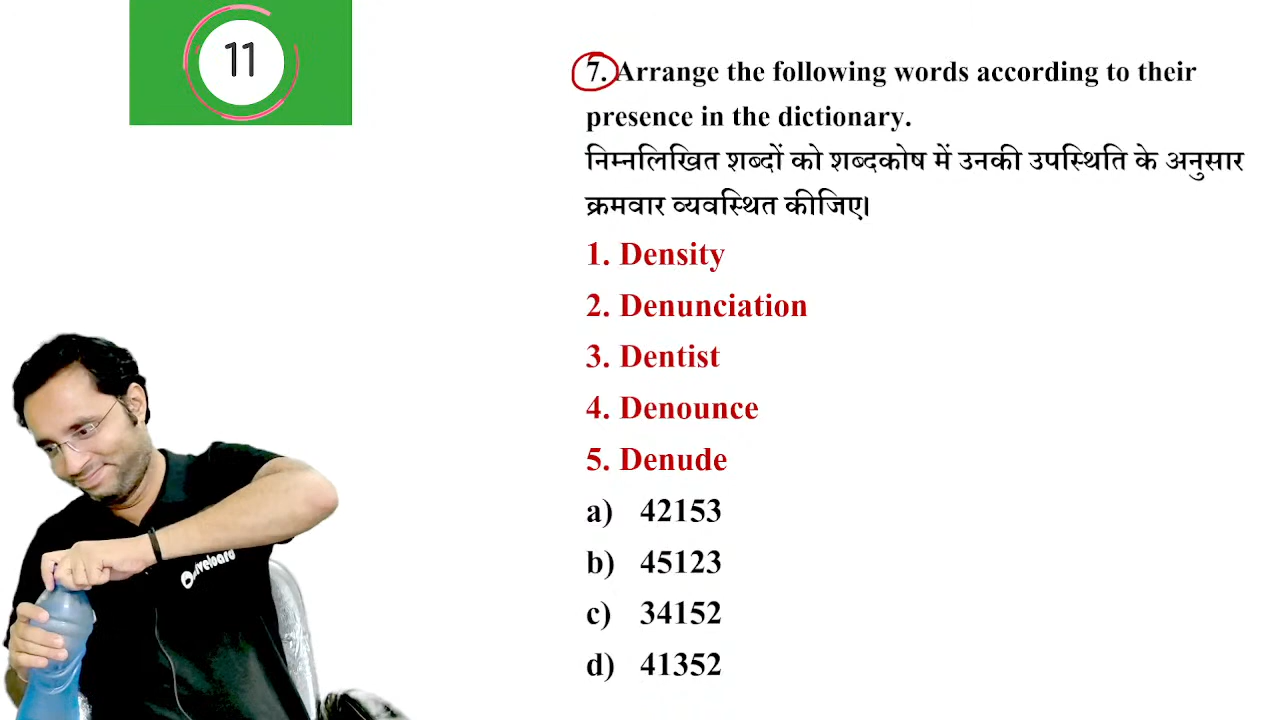 11
7. Arrange the following words according to their
presence in the dictionary.
निम्नलिखित शब्दों को शब्दकोष में उनकी उपस्थिति के अनुसार
क्रमवार व्यवस्थित कीजिए।
1. Density
2. Denunciation
3. Dentist
4. Denounce
5. Denude
a) 42153
b) 45123
c) 34152
d) 41352